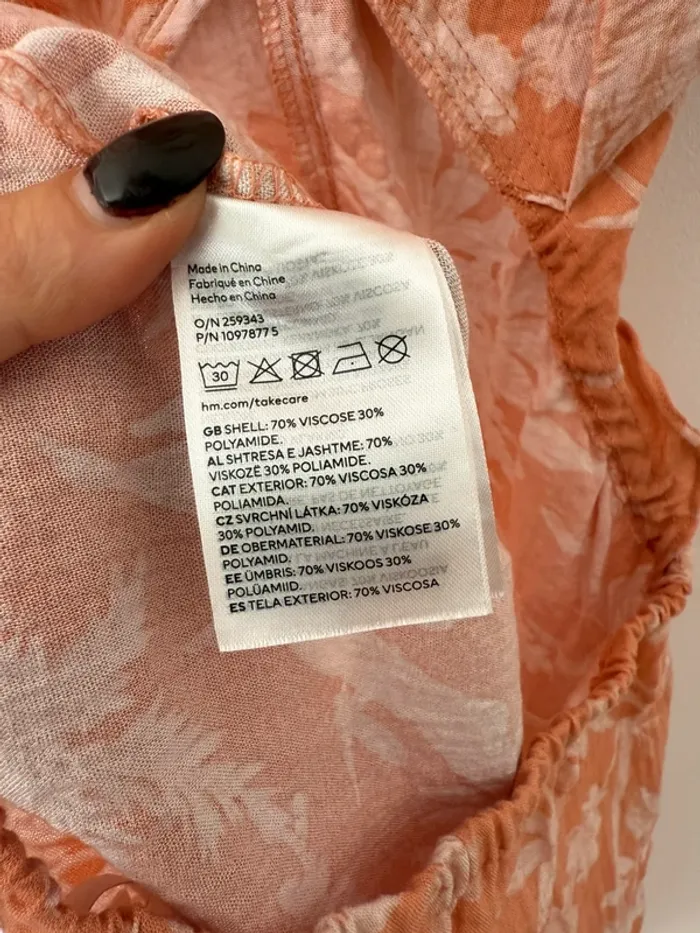 Made in China
Fabriqué en Chine
Hecho en China
O/N 259343
P/N 1097877 5
30
hm.com/takecare
GB SHELL: 70% VISCOSE 30%
POLYAMIDE.
AL SHTRESA E JASHTME: 70%
VISKOZË 30% POLIAMIDE.
CAT EXTERIOR: 70% VISCOSA 30%
POLIAMIDA.
CZ SVRCHNÍ LÁTKA: 70% VISKÓZA
30% POLYAMID.
DE OBERMATERIAL: 70% VISKOSE 30%
POLYAMID.
EE ÜMBRIS: 70% VISKOOS 30%
POLÜAMIID.
ES TELA EXTERIOR: 70% VISCOSA